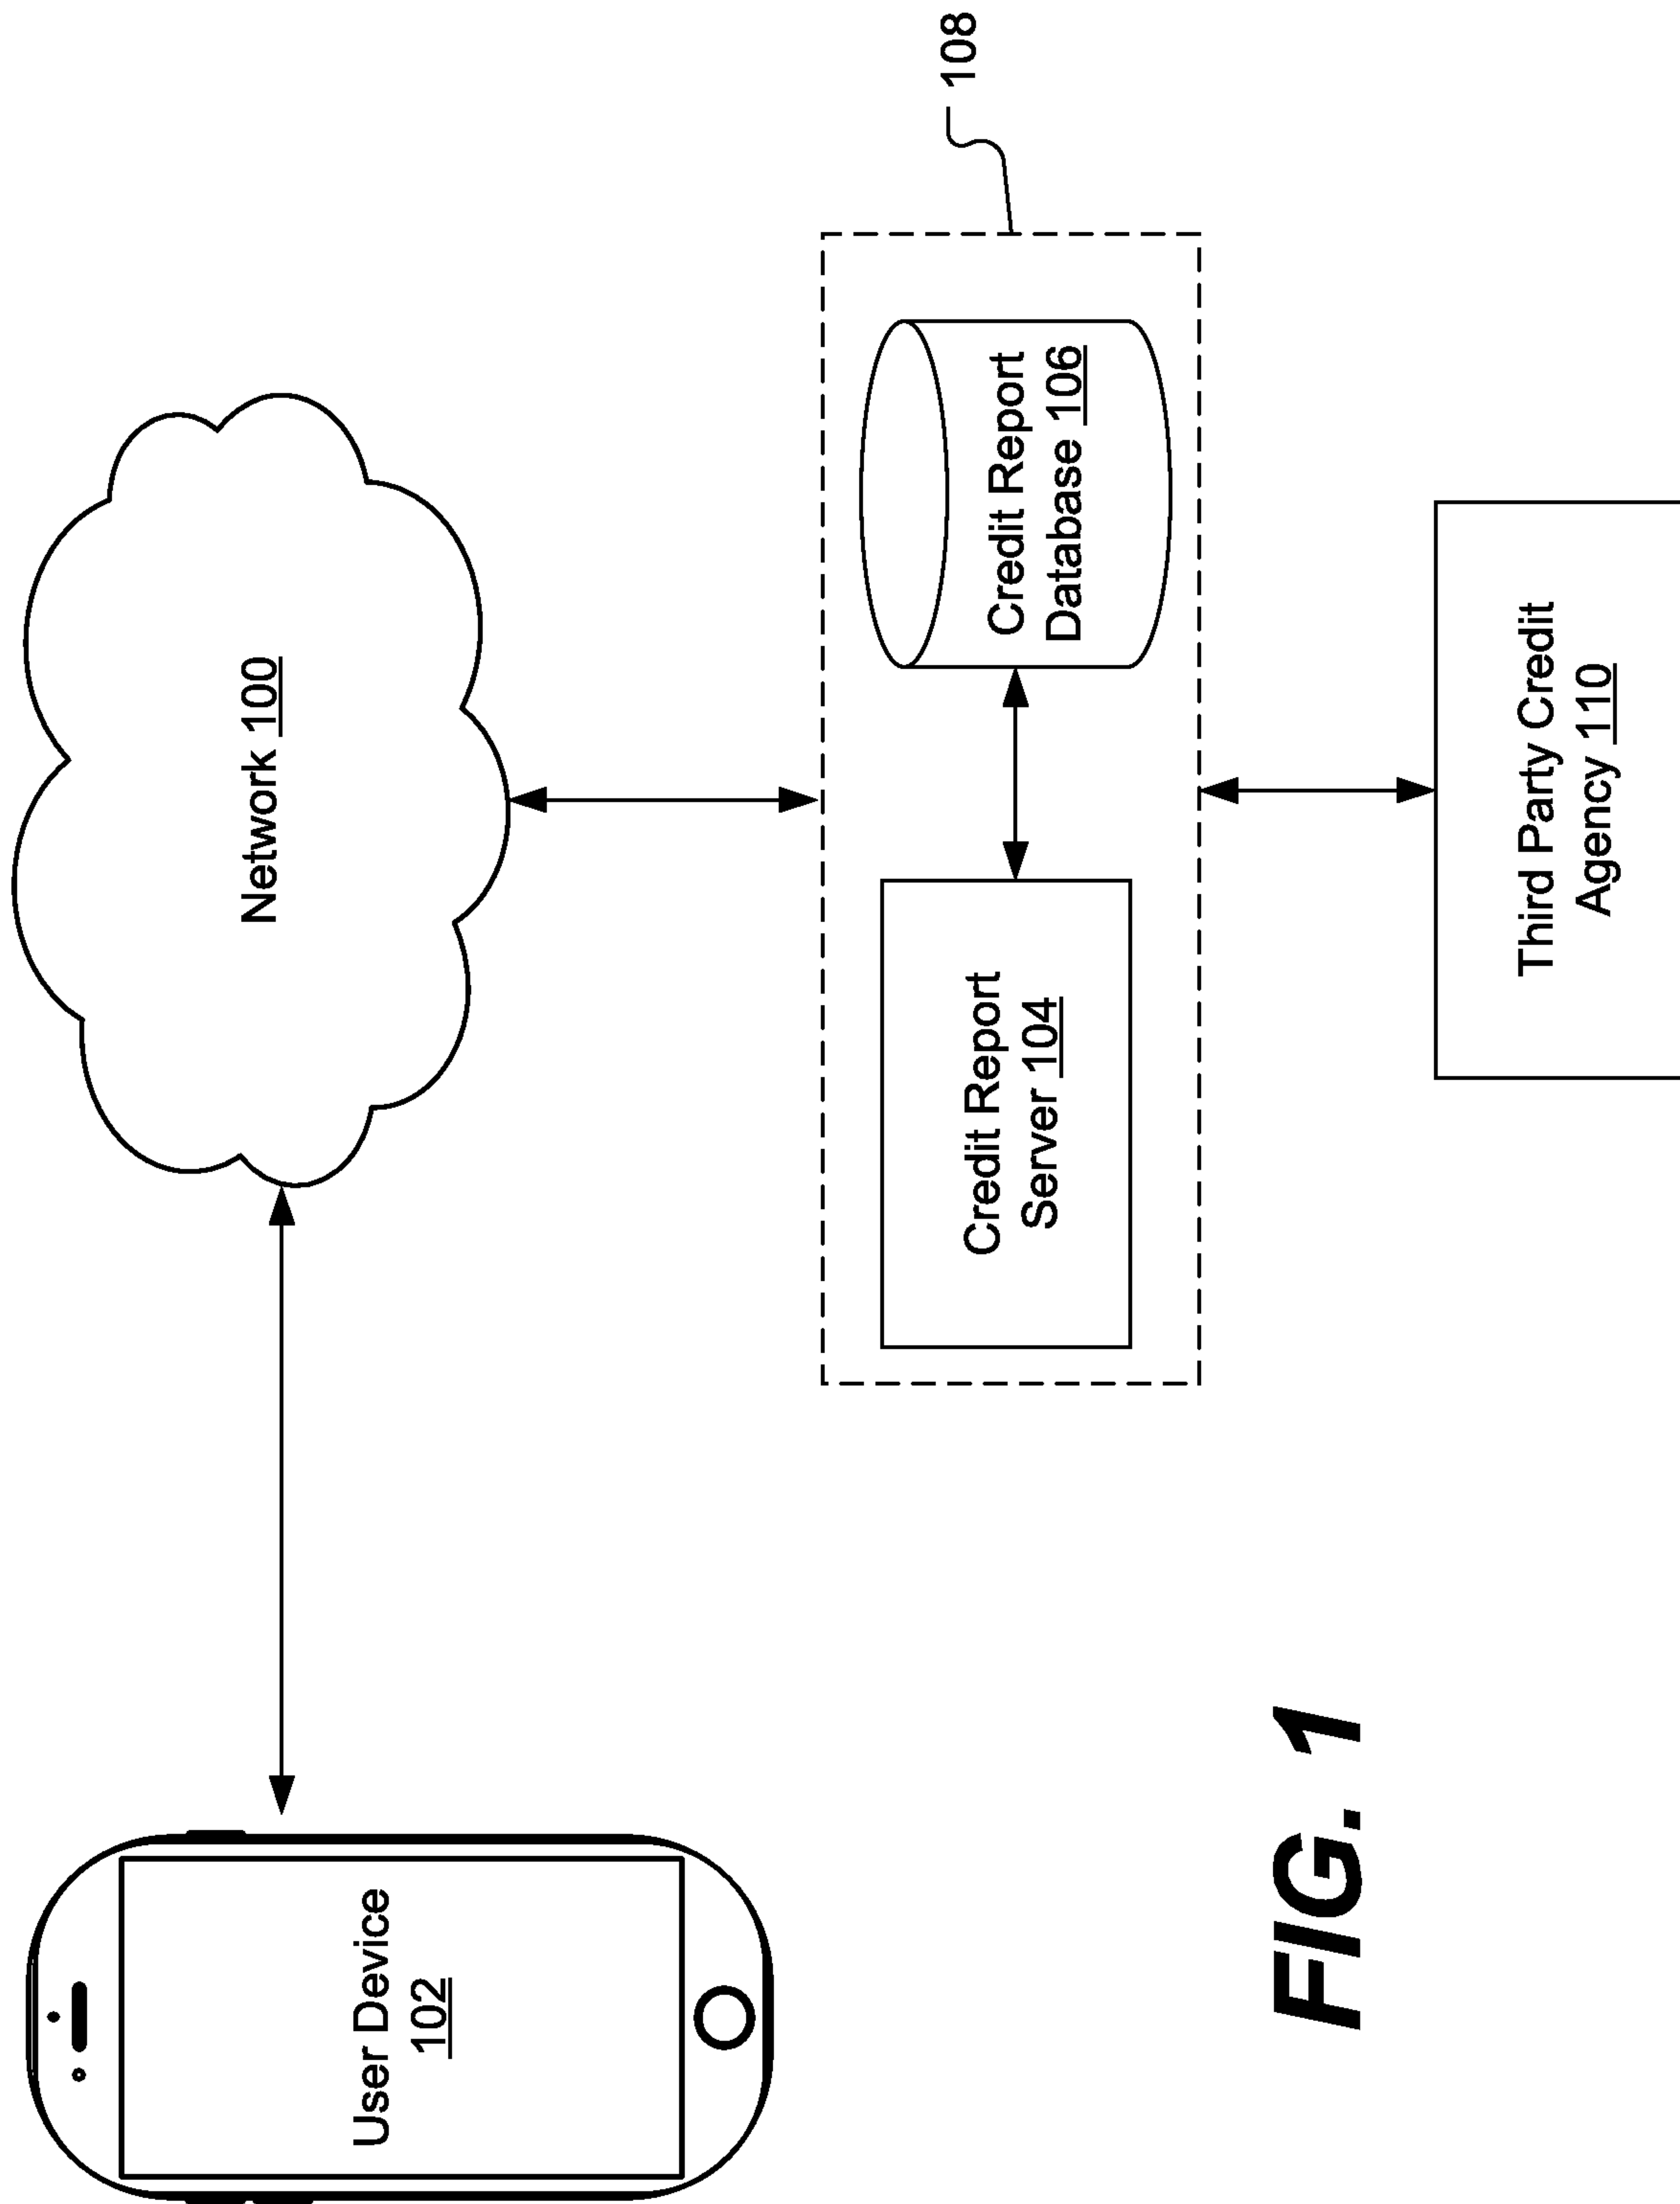 User Device
102
Network 100
Credit Report
Server 104
Credit Report
Database 106
108
Third Party Credit
Agency 110
FIG. 1